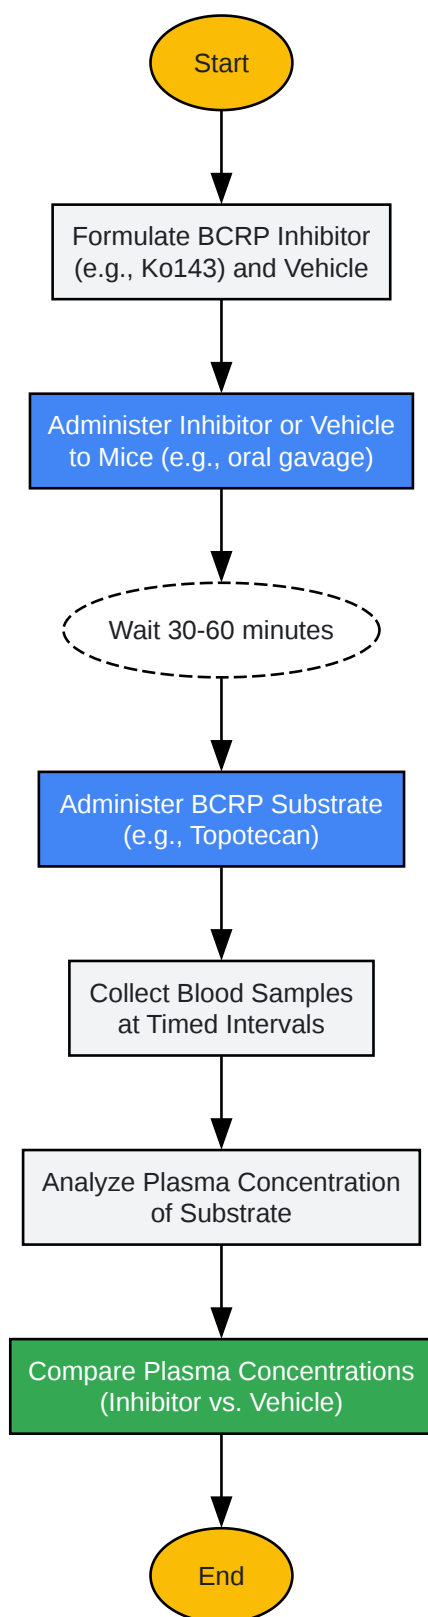 Start
Formulate BCRP Inhibitor
(e.g., Ko143) and Vehicle
Administer Inhibitor or Vehicle
to Mice (e.g., oral gavage)
Wait 30-60 minutes
Administer BCRP Substrate
(e.g., Topotecan)
Collect Blood Samples
at Timed Intervals
Analyze Plasma Concentration
of Substrate
Compare Plasma Concentrations
(Inhibitor vs. Vehicle)
End